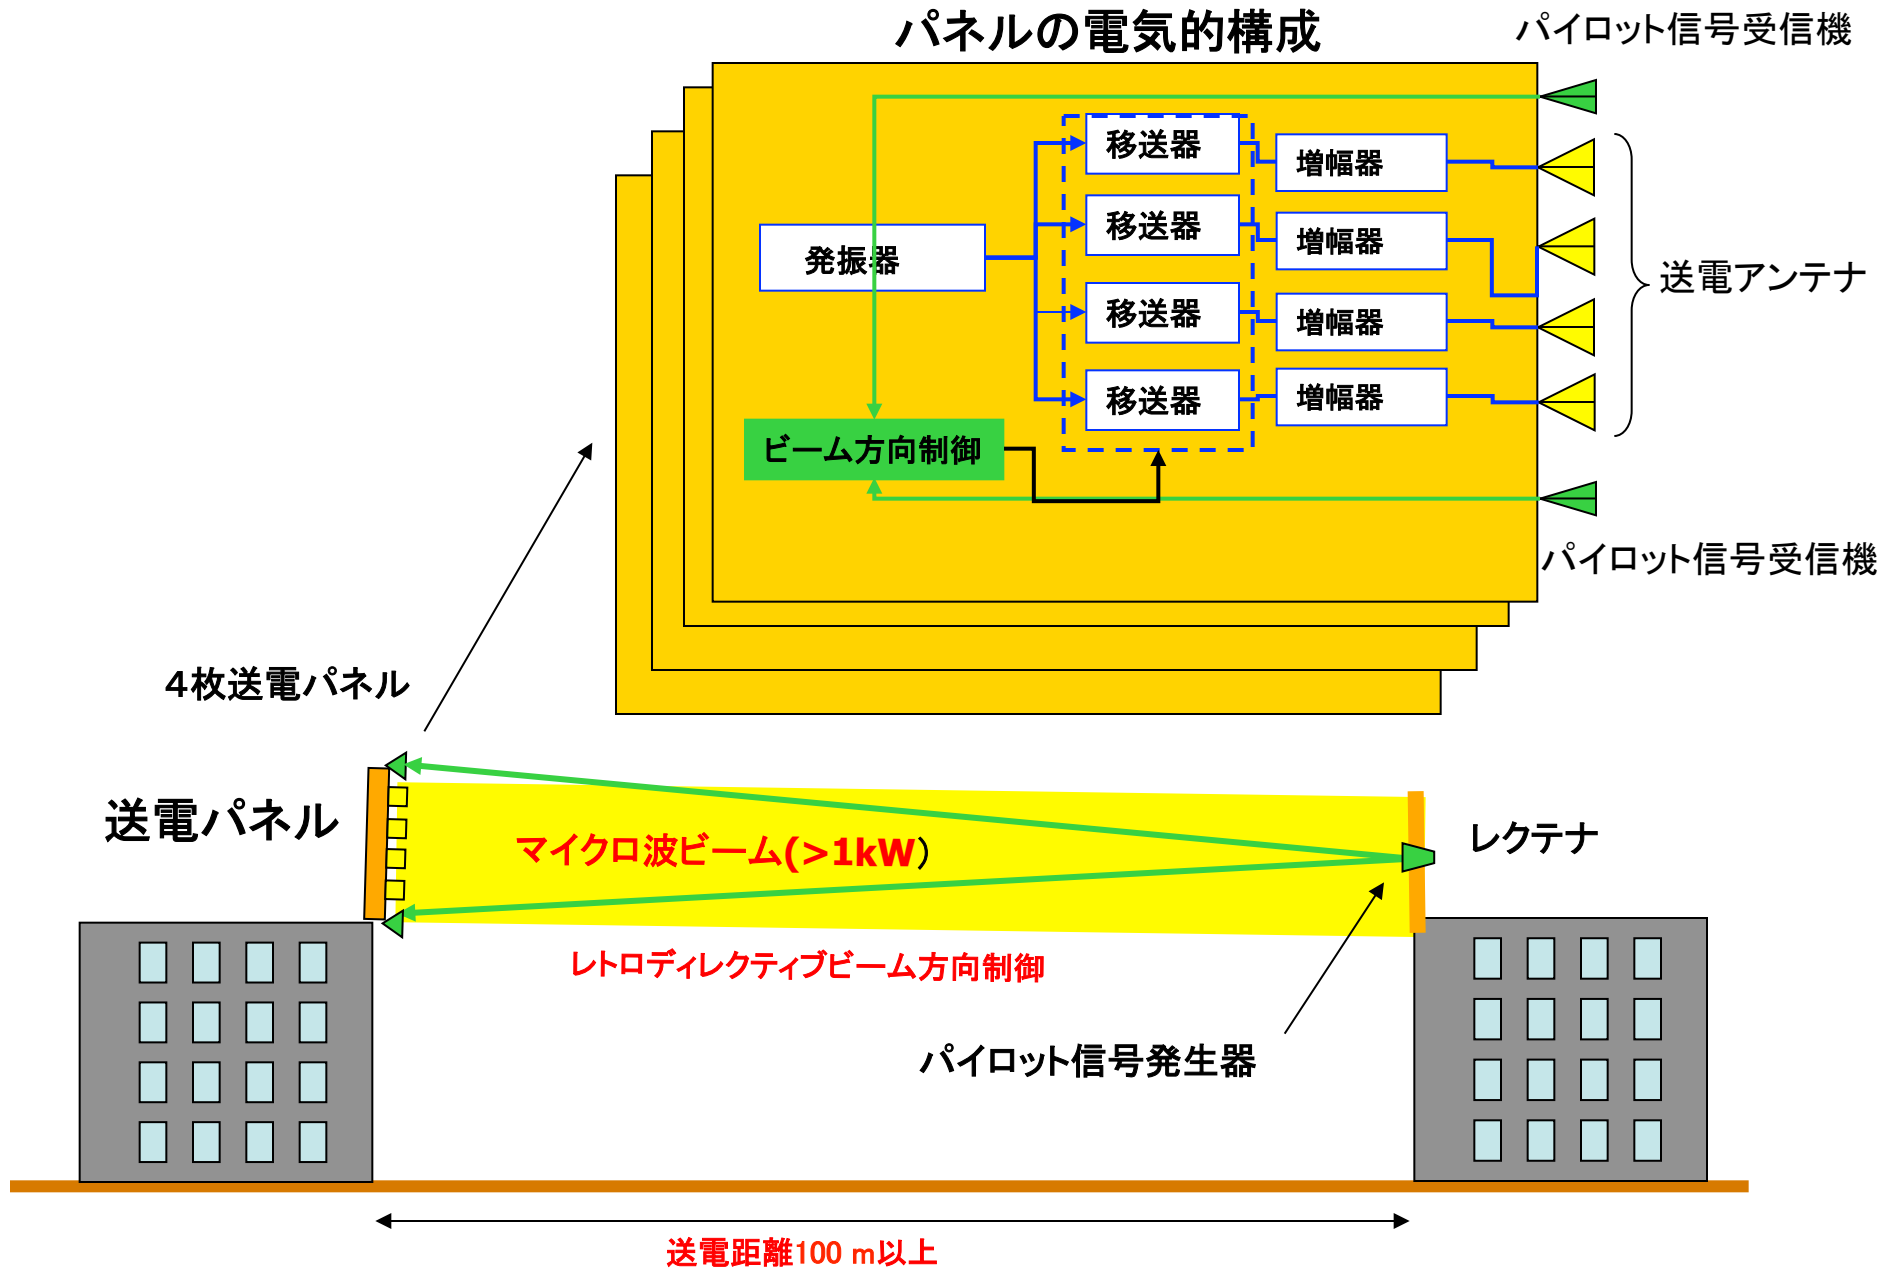 パネルの電気的構成
パイロット信号受信機
移送器
増幅器
移送器
増幅器
発振器
送電アンテナ
移送器
増幅器
移送器
増幅器
ビーム方向制御
パイロット信号受信機
4枚送電パネル
送電パネル
マイクロ波ビーム(>1kW)
レクテナ
レトロディレクティブビーム方向制御
パイロット信号発生器
送電距離100 m以上